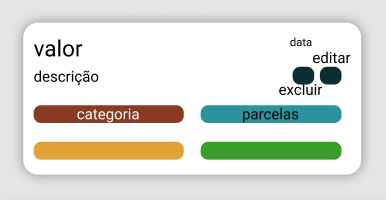 valor
data
editar
descrição
excluir
categoria
parcelas